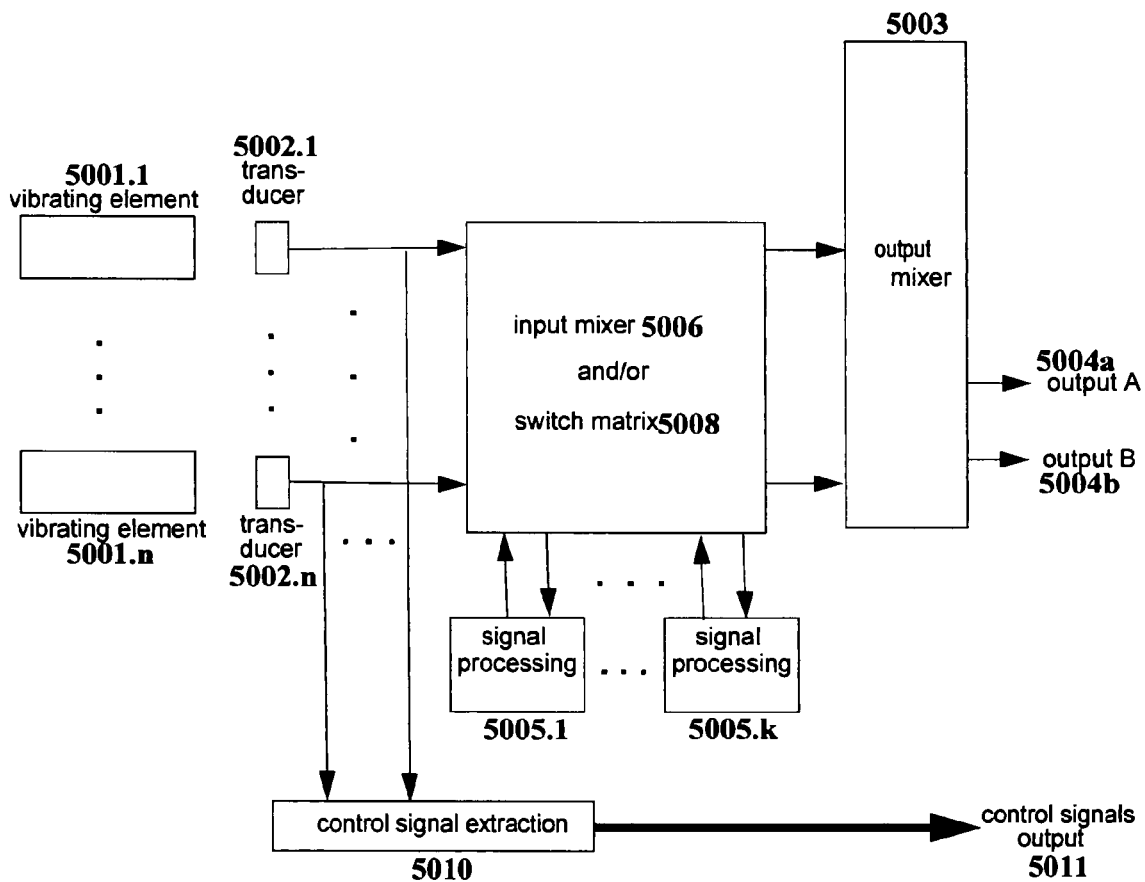 5003
5002.1
trans-
ducer
5001.1
vibrating element
output
mixer
input mixer 5006
and/or
switch matrix 5008
5004a
output A
output B
5004b
vibrating element
5001.n
trans-
ducer
5002.n
signal
processing
5005.1
signal
processing
5005.k
control signal extraction
5010
control signals
output
5011